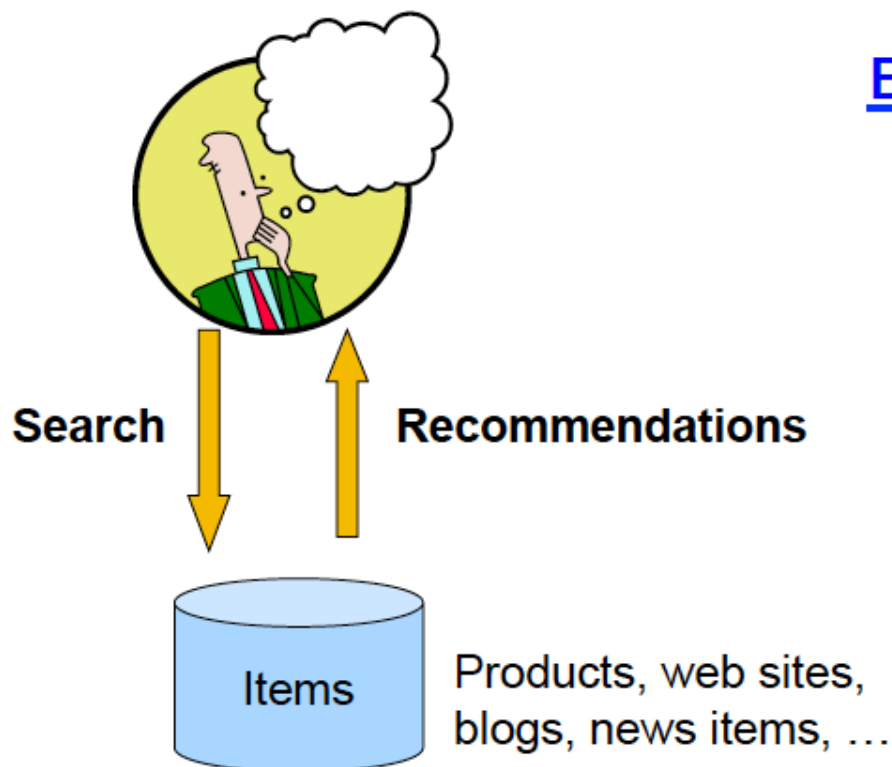 E
Search
Recommendations
Items
Products, web sites,
blogs, news items, …